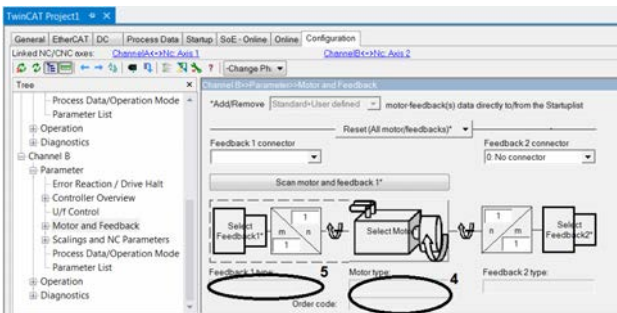 TwinCAT Project1
General EtherCAT DC Process Data Startup SoE - Online Online Configuration
Linked NC/CNC axes: ChannelA<->Nc: Axis 1 ChannelB<->Nc: Axis 2
? -Change Ph.
Tree
Channel B>>Parameter>>Motor and Feedback
Process Data/Operation Mode
Parameter List
Operation
Diagnostics
Channel B
Parameter
Error Reaction / Drive Halt
Controller Overview
U/f Control
Motor and Feedback
Scalings and NC Parameters
Process Data/Operation Mode
Parameter List
Operation
Diagnostics
*Add/Remove Standard+User defined motor-feedback(s) data directly to/from the Startuplist
Reset (All motor/feedbacks)*
Feedback 1 connector
Feedback 2 connector
0: No connector
Scan motor and feedback 1*
Select Feedback1*
1
m n
1
Select Moto
1
n m
1
Select Feedback2*
Feedback 1 type: 5
Motor type: 4
Feedback 2 type:
Order code: